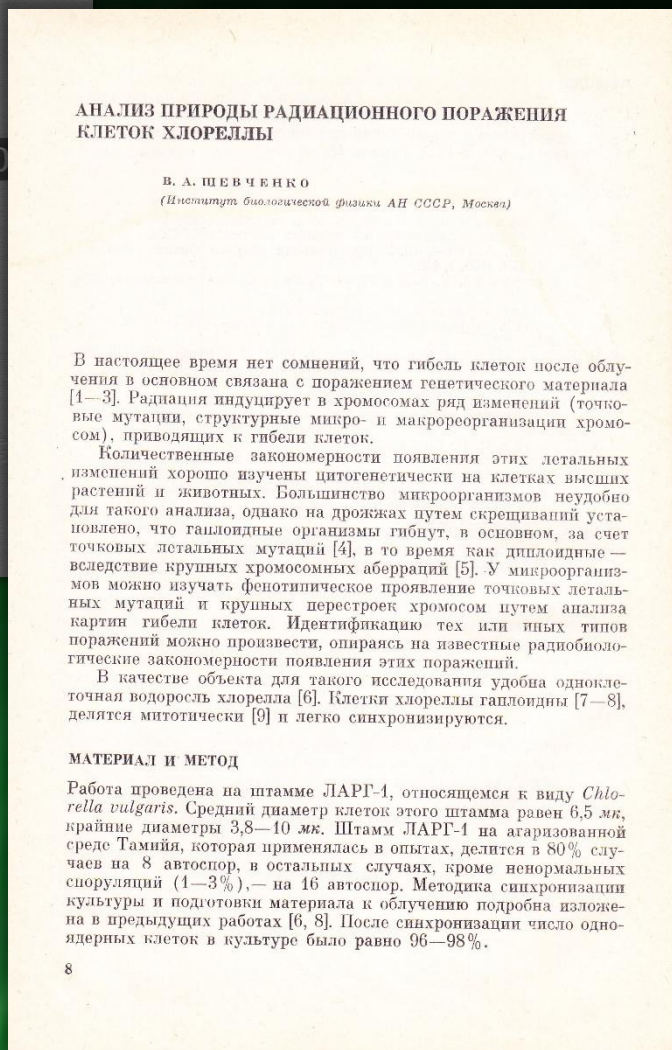 АНАЛИЗ ПРИРОДЫ РАДИАЦИОННОГО ПОРАЖЕНИЯ
КЛЕТОК ХЛОРЕЛЛЫ
В. А. ШЕВЧЕНКО
(Институт биологической физики АН СССР, Москва)
В настоящее время нет сомнений, что гибель клеток после облу-
чения в основном связана с поражением генетического материала
[1—3]. Радиация индуцирует в хромосомах ряд изменений (точко-
вые мутации, структурные микро- и макрореорганизации хромо-
сом), приводящих к гибели клеток.
Количественные закономерности появления этих летальных
изменений хорошо изучены цитогенетически на клетках высших
растений и животных. Большинство микроорганизмов неудобно
для такого анализа, однако на дрожжах путем скрещиваний уста-
новлено, что гаплоидные организмы гибнут, в основном, за счет
точковых летальных мутаций [4], в то время как диплоидные —
вследствие крупных хромосомных аберраций [5]. У микроорганиз-
мов можно изучать фенотипическое проявление точковых леталь-
ных мутаций и крупных перестроек хромосом путем анализа
картин гибели клеток. Идентификацию тех или иных типов
поражений можно произвести, опираясь на известные радиобиоло-
гические закономерности появления этих поражений.
В качестве объекта для такого исследования удобна однокле-
точная водоросль хлорелла [6]. Клетки хлореллы гаплоидны [7—8],
делятся митотически [9] и легко синхронизируются.
МАТЕРИАЛ И МЕТОД
Работа проведена на штамме ЛАРГ-1, относящемся к виду Chlo-
rella vulgaris. Средний диаметр клеток этого штамма равен 6,5 мк,
крайние диаметры 3,8—10 мк. Штамм ЛАРГ-1 на агаризованной
среде Тамийя, которая применялась в опытах, делится в 80% слу-
чаев на 8 автоспор, в остальных случаях, кроме ненормальных
споруляций (1—3%),— на 16 автоспор. Методика синхронизации
культуры и подготовки материала к облучению подробна изложе-
на в предыдущих работах [6, 8]. После синхронизации число одно-
ядерных клеток в культуре было равно 96—98%.
8